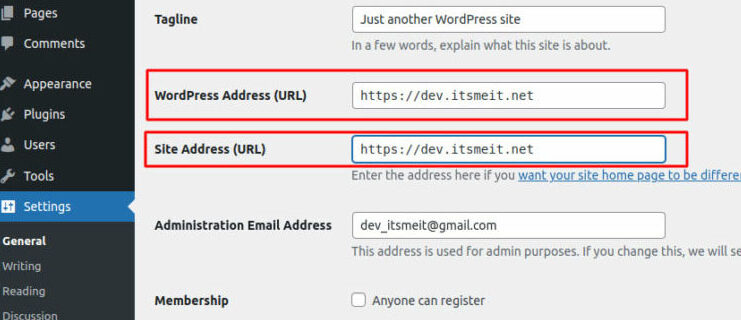 Pages
Comments
Appearance
Plugins
Users
Tools
Settings
General
Writing
Reading
Discussion
Tagline
Just another WordPress site
In a few words, explain what this site is about.
WordPress Address (URL)
https://dev.itsmeit.net
Site Address (URL)
https://dev.itsmeit.net
Enter the address here if you want your site home page to be
Administration Email Address
dev_itsmeit@gmail.com
This address is used for admin purposes. If you change this, we will
Membership
Anyone can register